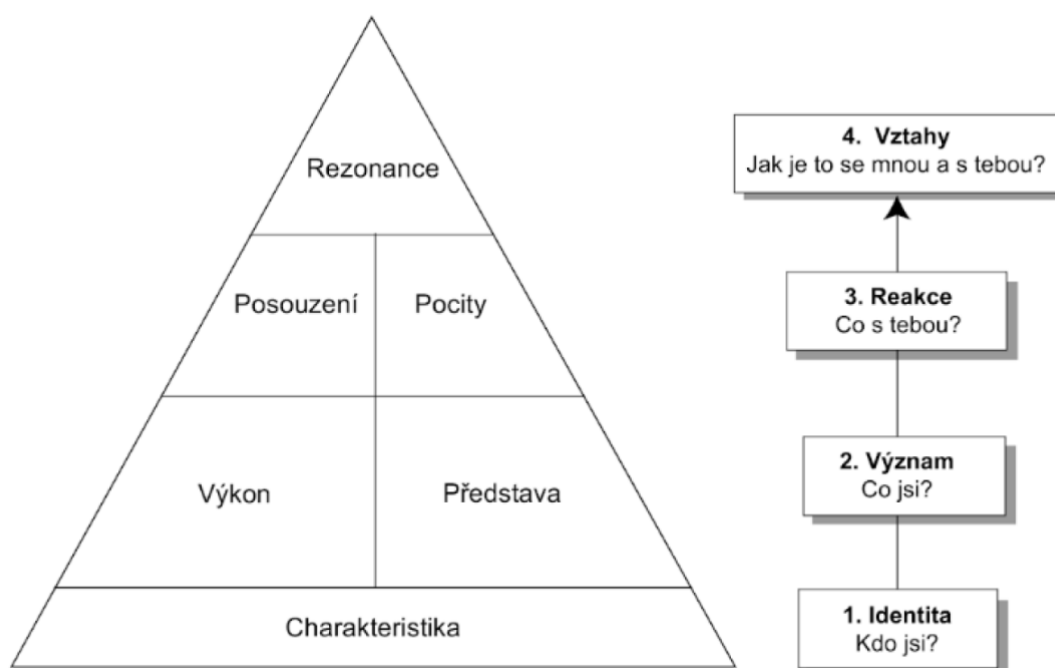 Rezonance
Posouzení
Pocity
Výkon
Představa
Charakteristika
4. Vztahy
Jak je to se mnou a s tebou?
3. Reakce
Co s tebou?
2. Význam
Co jsi?
1. Identita
Kdo jsi?